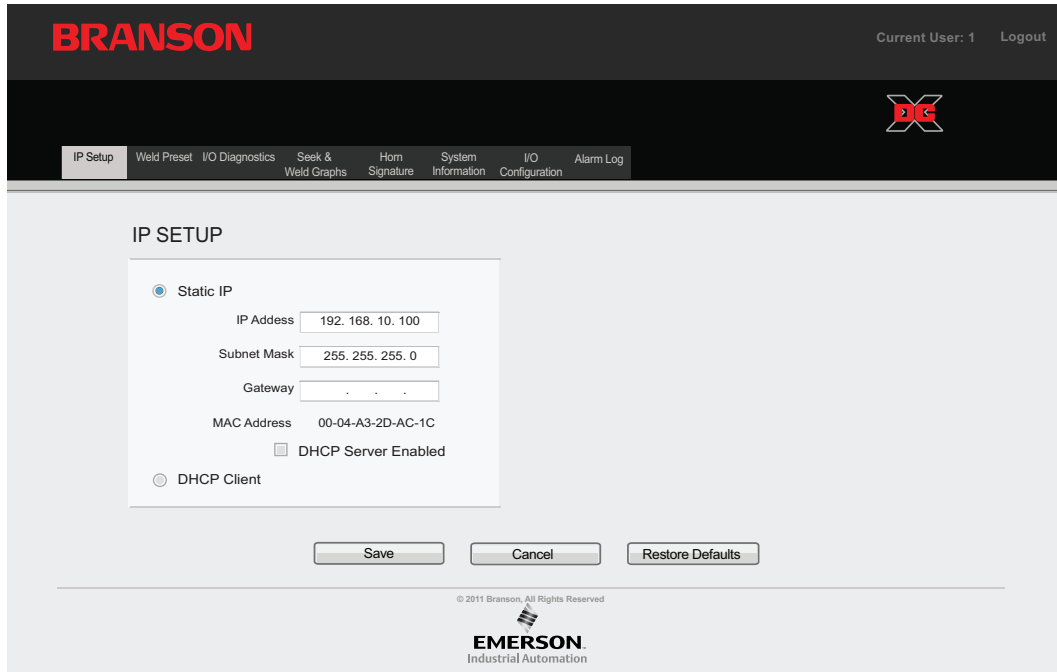 BRANSON
Current User: 1 Logout
DCX
IP Setup
Weld Preset
I/O Diagnostics
Seek &
Weld Graphs
Horn
Signature
System
Information
I/O
Configuration
Alarm Log
IP SETUP
Static IP
IP Addess 192. 168. 10. 100
Subnet Mask 255. 255. 255. 0
Gateway . . .
MAC Address 00-04-A3-2D-AC-1C
DHCP Server Enabled
DHCP Client
Save Cancel Restore Defaults
© 2011 Branson, All Rights Reserved
EMERSON.
Industrial Automation